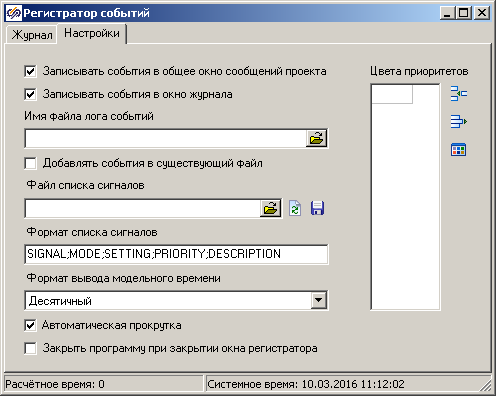 Регистратор событий
Журнал
Настройки
Записывать события в общее окно сообщений проекта
Цвета приоритетов
Записывать события в окно журнала
Имя файла лога событий
Добавлять события в существующий файл
Файл списка сигналов
Формат списка сигналов
SIGNAL;MODE;SETTING;PRIORITY;DESCRIPTION
Формат вывода модельного времени
Десятичный
Автоматическая прокрутка
Закрыть программу при закрытии окна регистратора
Расчётное время: 0
Системное время: 10.03.2016 11:12:02